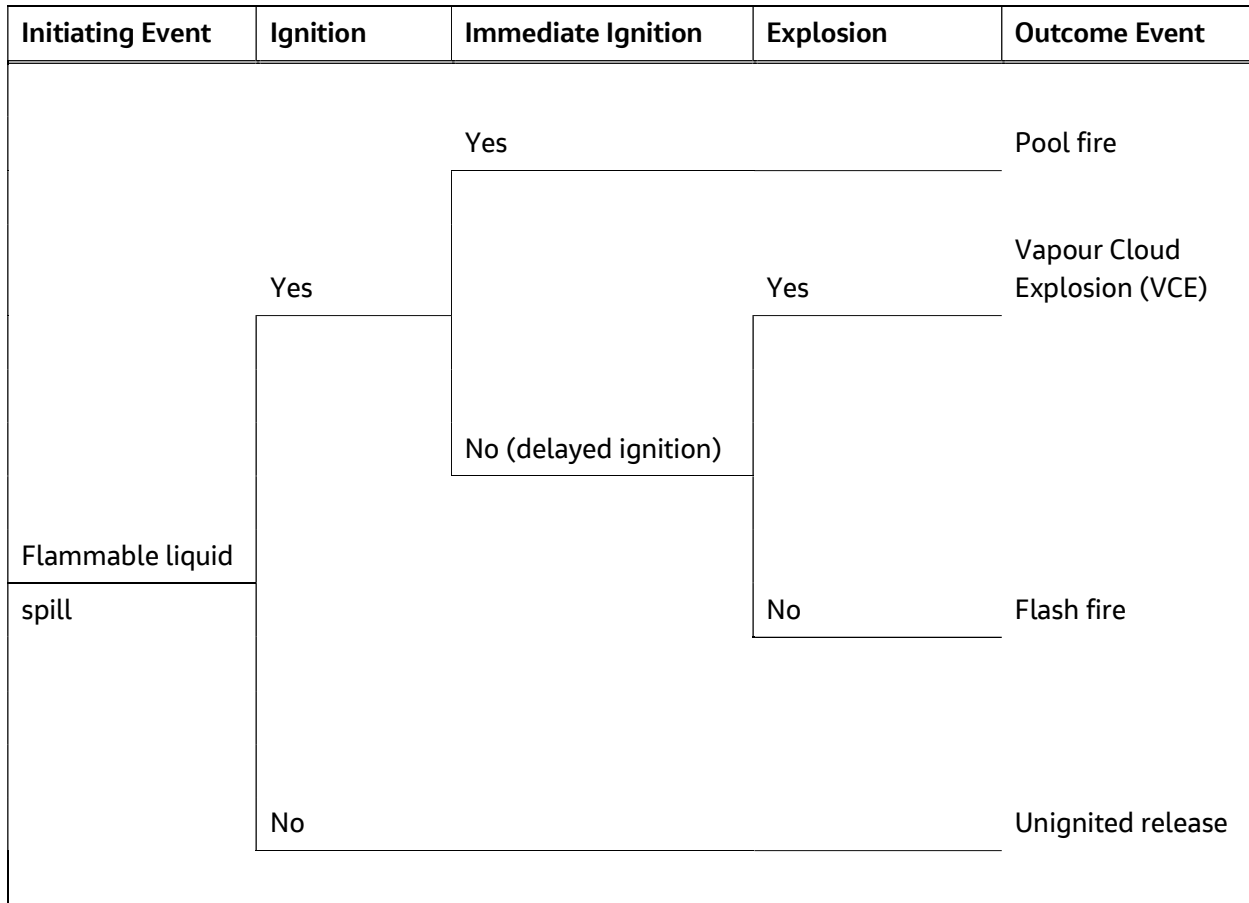 Initiating Event Ignition Immediate Ignition Explosion Outcome Event
Yes Pool fire
Vapour Cloud
Yes Yes Explosion (VCE)
No (delayed ignition)
Flammable liquid
spill No Flash fire
No Unignited release